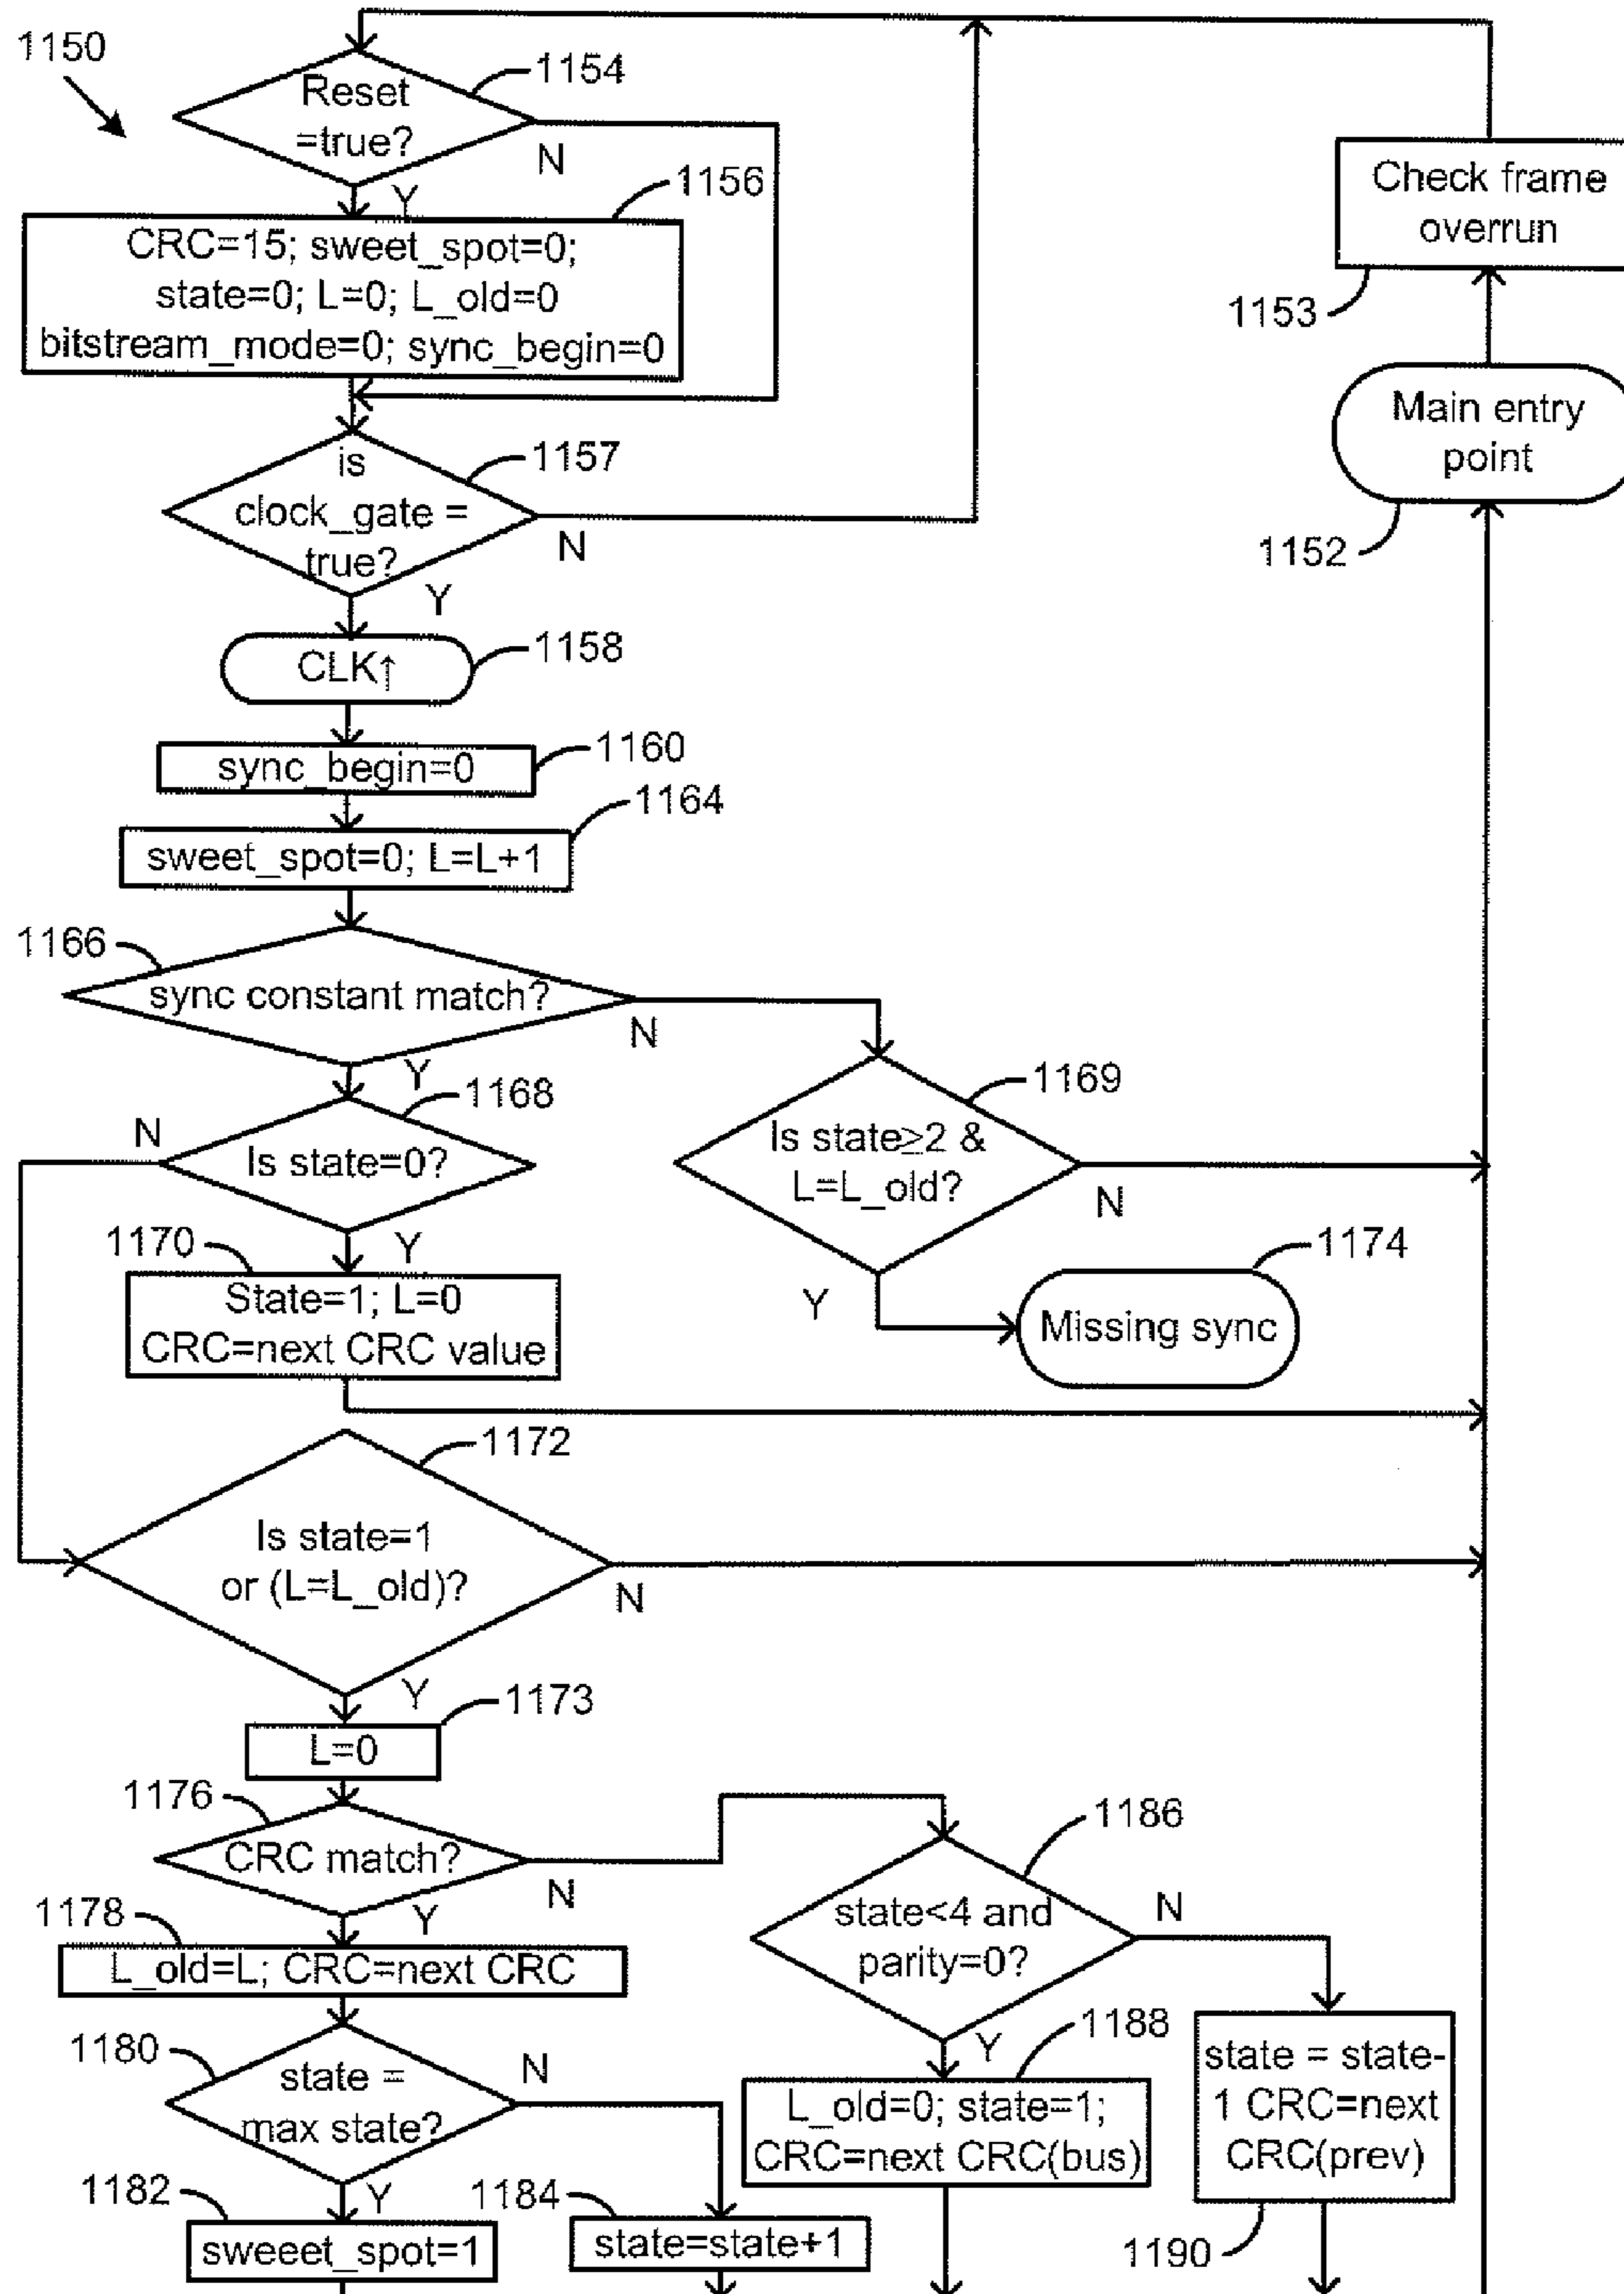 1150
1154
Reset
=true?
N
Y
1156
CRC=15; sweet_spot=0;
state=0; L=0; L_old=0
bitstream_mode=0; sync_begin=0
Check frame
overrun
1153
Main entry
point
1152
is
clock_gate =
true?
1157
N
Y
CLK↑
1158
sync_begin=0
1160
1164
sweet_spot=0; L=L+1
1166
sync constant match?
N
Y
1168
N
Is state=0?
Y
1169
Is state≥2 &
L=L_old?
N
Y
1174
Missing sync
1170
State=1; L=0
CRC=next CRC value
1172
Is state=1
or (L=L_old)?
N
Y
1173
L=0
1176
CRC match?
N
Y
1186
state<4 and
parity=0?
N
Y
1178
L_old=L; CRC=next CRC
1180
state =
max state?
N
Y
1188
L_old=0; state=1;
CRC=next CRC(bus)
state = state-
1 CRC=next
CRC(prev)
1190
1182
sweeet_spot=1
1184
state=state+1